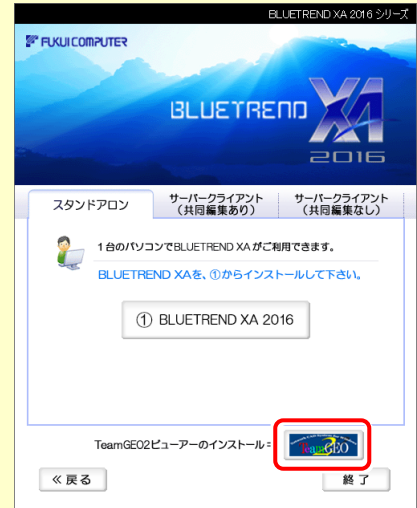 BLUETREND XA 2016 シリーズ
FUKUI COMPUTER
BLUETREND XA
2016
スタンドアロン
サーバークライアント
（共同編集あり）
サーバークライアント
（共同編集なし）
1台のパソコンでBLUETREND XAがご利用できます。
BLUETREND XAを、①からインストールして下さい。
① BLUETREND XA 2016
TeamGEO2ビューアーのインストール=
TeamGEO
≪戻る
終了